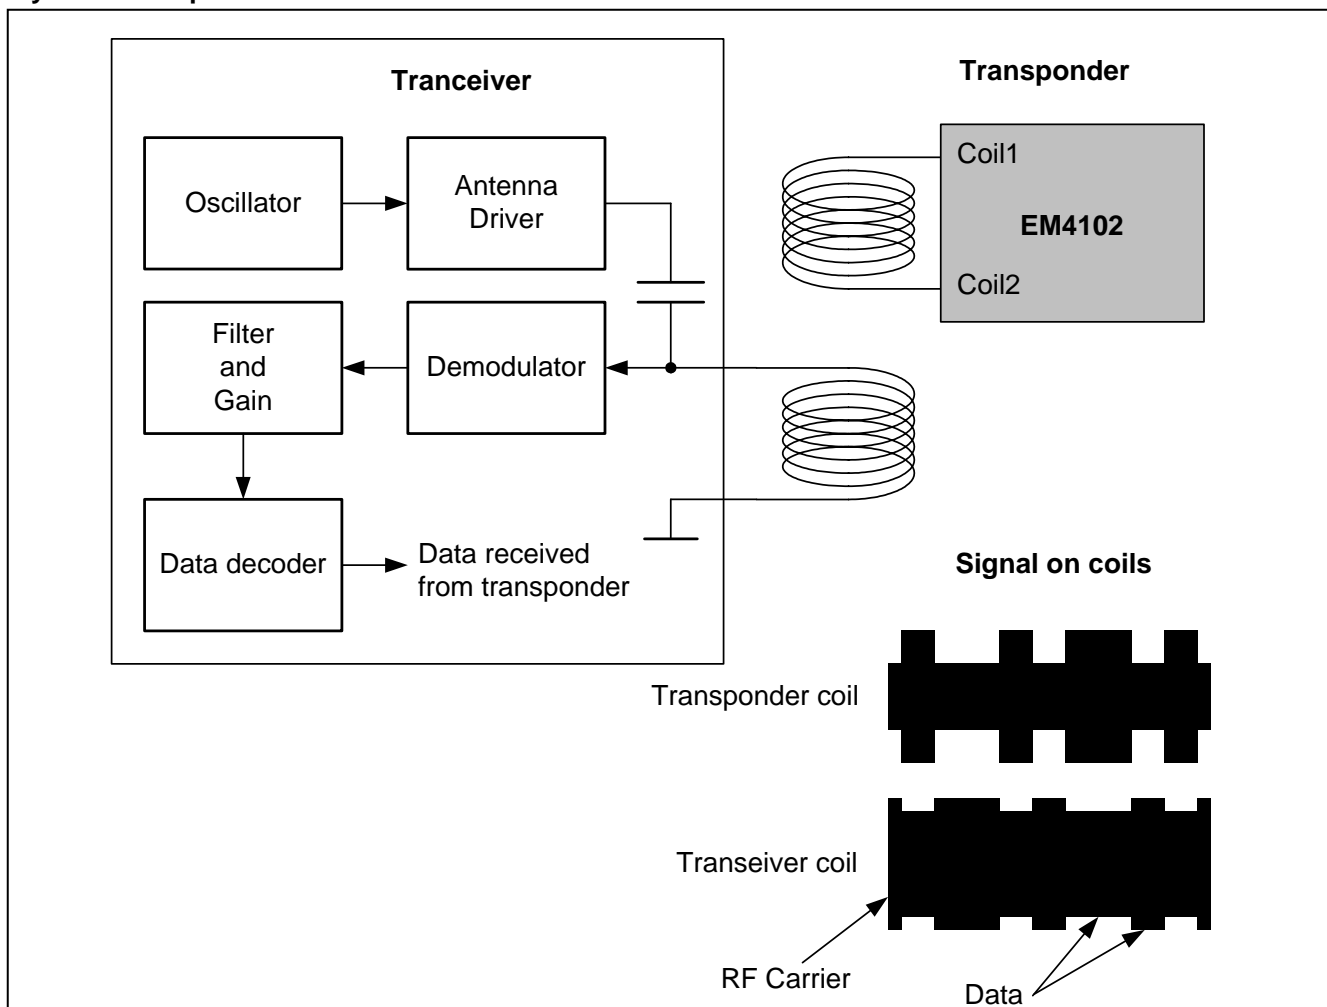 Tranceiver
Transponder
Oscillator
Antenna
Driver
Coil1
EM4102
Coil2
Filter
and
Gain
Demodulator
Data decoder
Data received
from transponder
Signal on coils
Transponder coil
Transeiver coil
RF Carrier
Data